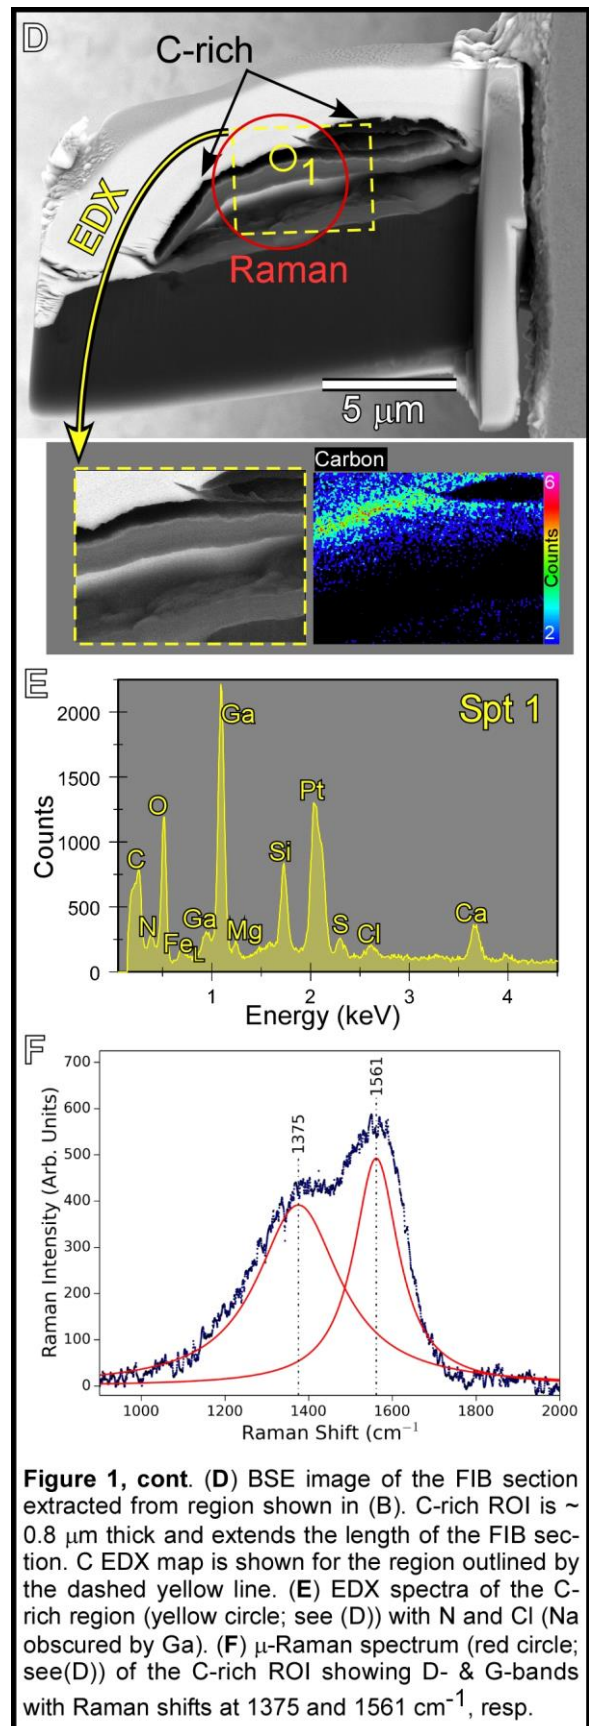 D
C-rich
EDX
1
Raman
5 μm
Carbon
6
Counts
2
E
Spt 1
Counts
2000
1500
1000
500
0
C
N
O
FeL
Ga
Ga
Mg
Si
Pt
S
Cl
Ca
1 2 3 4
Energy (keV)
F
Raman Intensity (Arb. Units)
700
600
500
400
300
200
100
0
1375
1561
1000 1200 1400 1600 1800 2000
Raman Shift (cm⁻¹
Figure 1, cont. (D) BSE image of the FIB section
extracted from region shown in (B). C-rich ROI is ~
0.8 μm thick and extends the length of the FIB sec-
tion. C EDX map is shown for the region outlined by
the dashed yellow line. (E) EDX spectra of the C-
rich region (yellow circle; see (D)) with N and Cl (Na
obscured by Ga). (F) μ-Raman spectrum (red circle;
see(D)) of the C-rich ROI showing D- & G-bands
with Raman shifts at 1375 and 1561 cm⁻¹, resp.